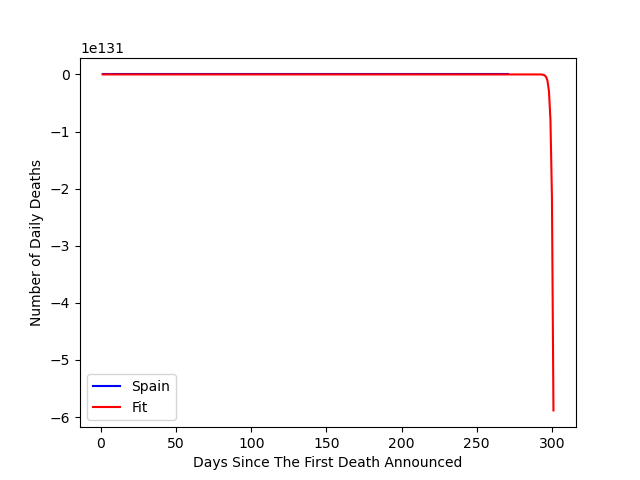 1e131
0
−1
−2
−3
−4
−5
−6
Number of Daily Deaths
Spain
Fit
0 50 100 150 200 250 300
Days Since The First Death Announced